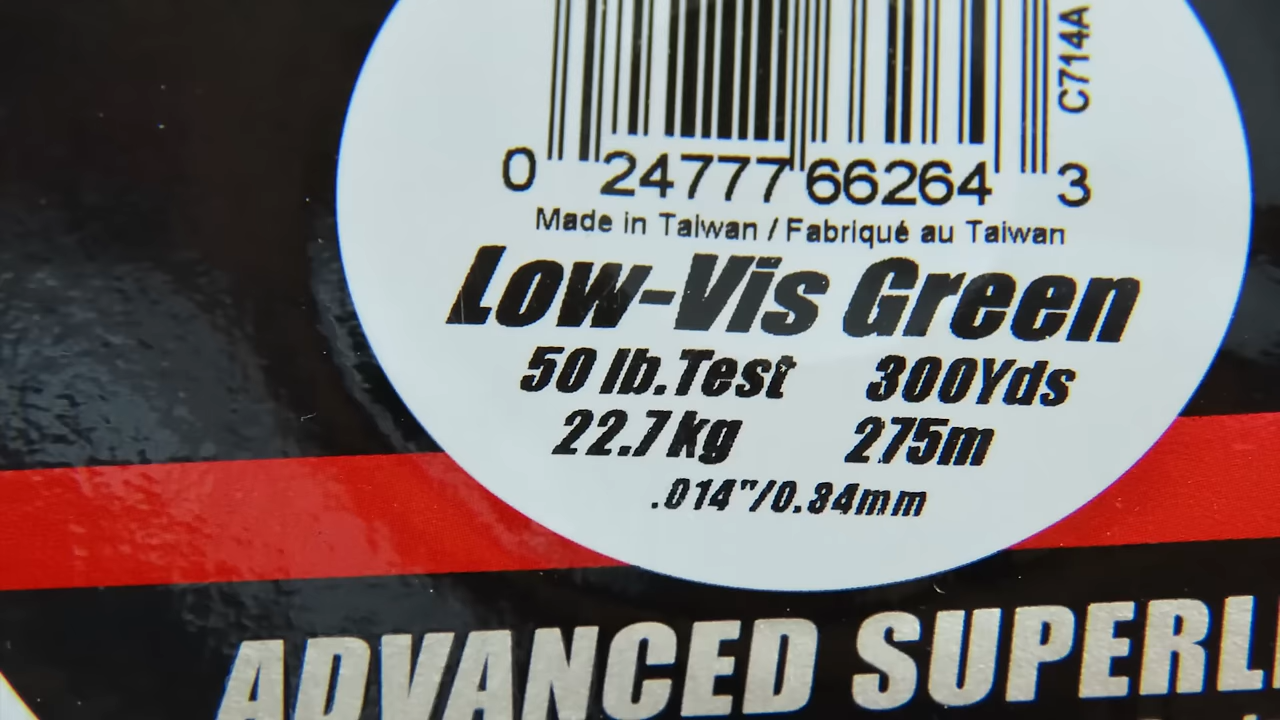 C714A
0 24777 66264 3
Made in Taiwan / Fabriqué au Taiwan
Low-Vis Green
50 lb.Test 300Yds
22.7kg 275m
.014"/0.34mm
ADVANCED SUPERL